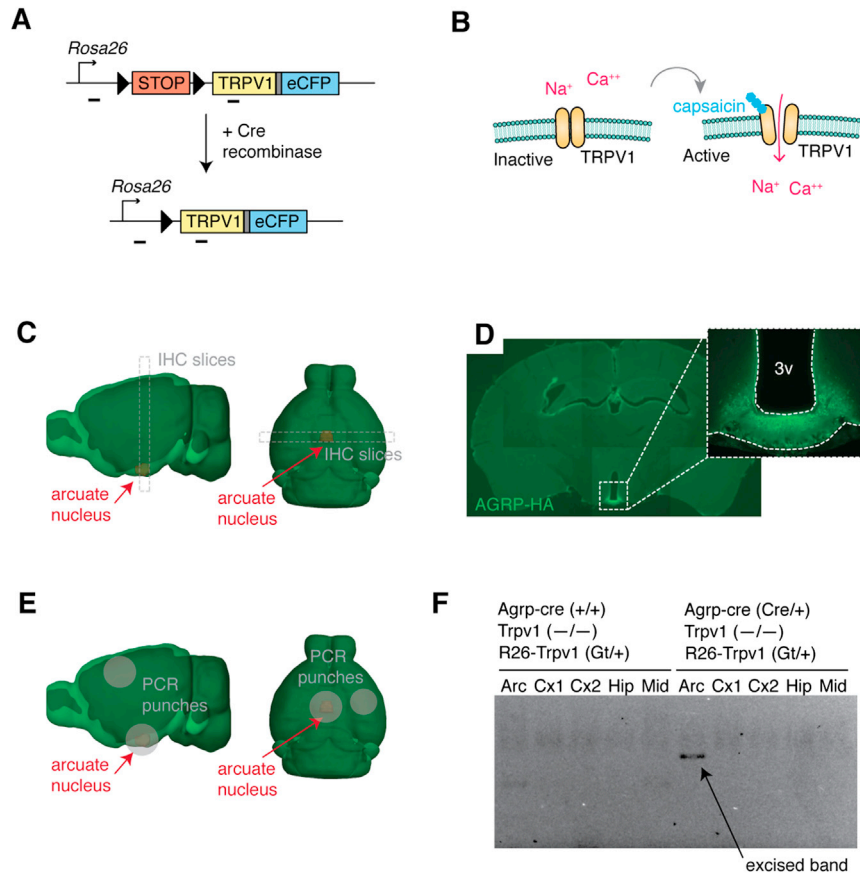 A
Rosa26
STOP
TRPV1
eCFP
+ Cre
recombinase
Rosa26
TRPV1
eCFP
B
Na⁺
Ca⁺⁺
capsaicin
Inactive
TRPV1
Active
TRPV1
Na⁺
Ca⁺⁺
C
IHC slices
IHC slices
arcuate
nucleus
arcuate
nucleus
D
3v
AGRP-HA
E
PCR
punches
PCR
punches
arcuate
nucleus
arcuate
nucleus
F
Agrp-cre (+/+)
Trpv1 (—/—)
R26-Trpv1 (Gt/+)
Agrp-cre (Cre/+)
Trpv1 (—/—)
R26-Trpv1 (Gt/+)
Arc Cx1 Cx2 Hip Mid Arc Cx1 Cx2 Hip Mid
excised band